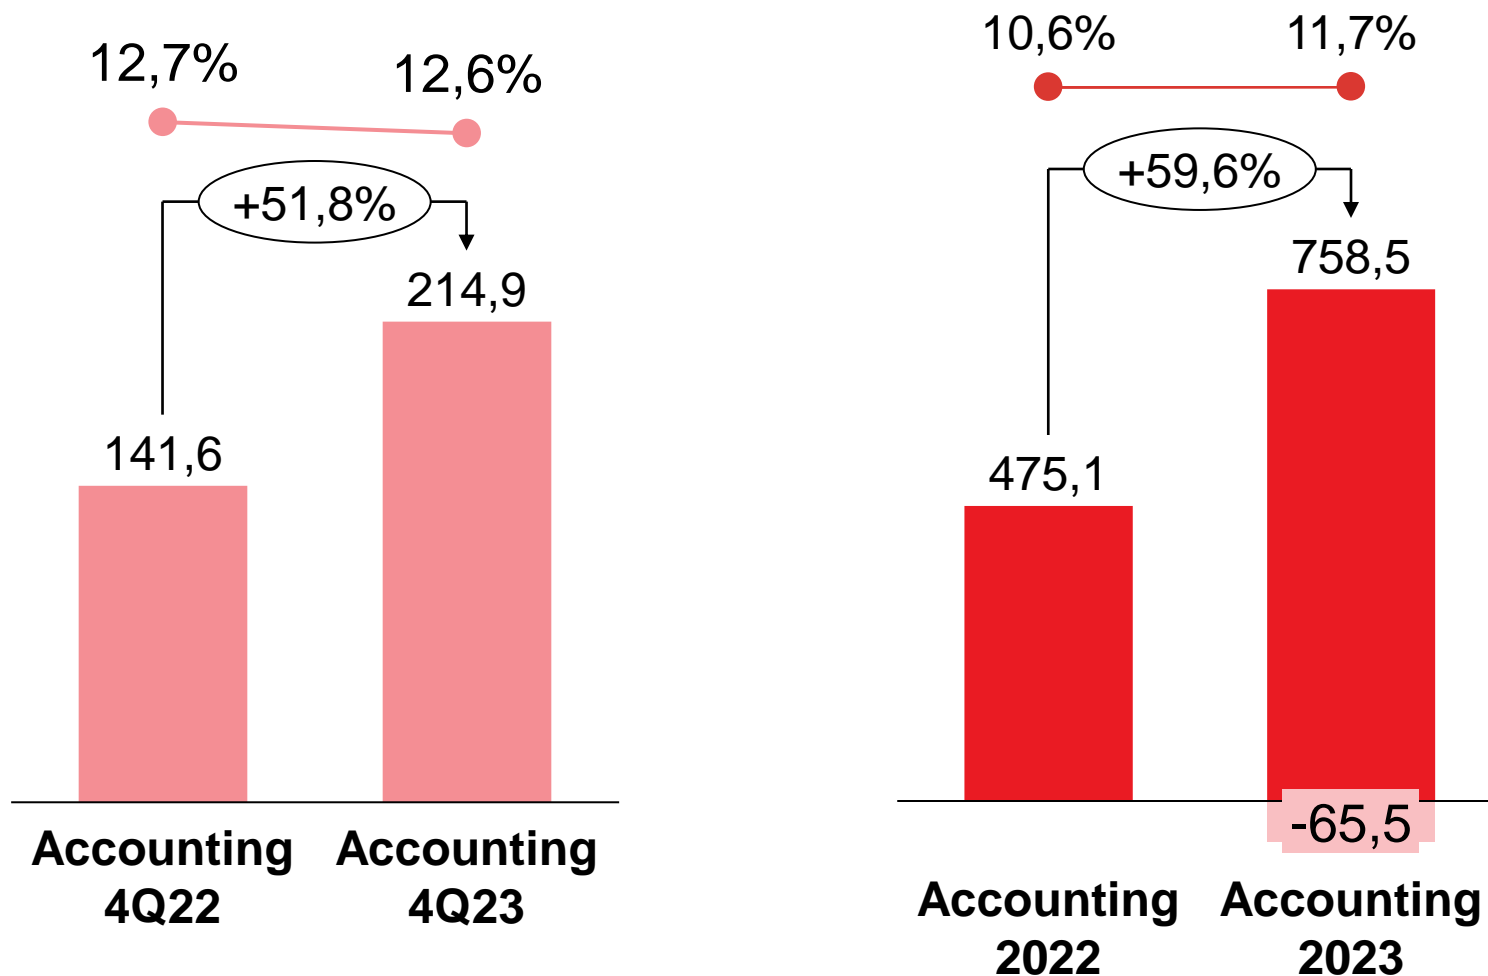 12,7%
12,6%
+51,8%
214,9
141,6
Accounting
4Q22
Accounting
4Q23
10,6%
11,7%
+59,6%
758,5
475,1
-65,5
Accounting
2022
Accounting
2023